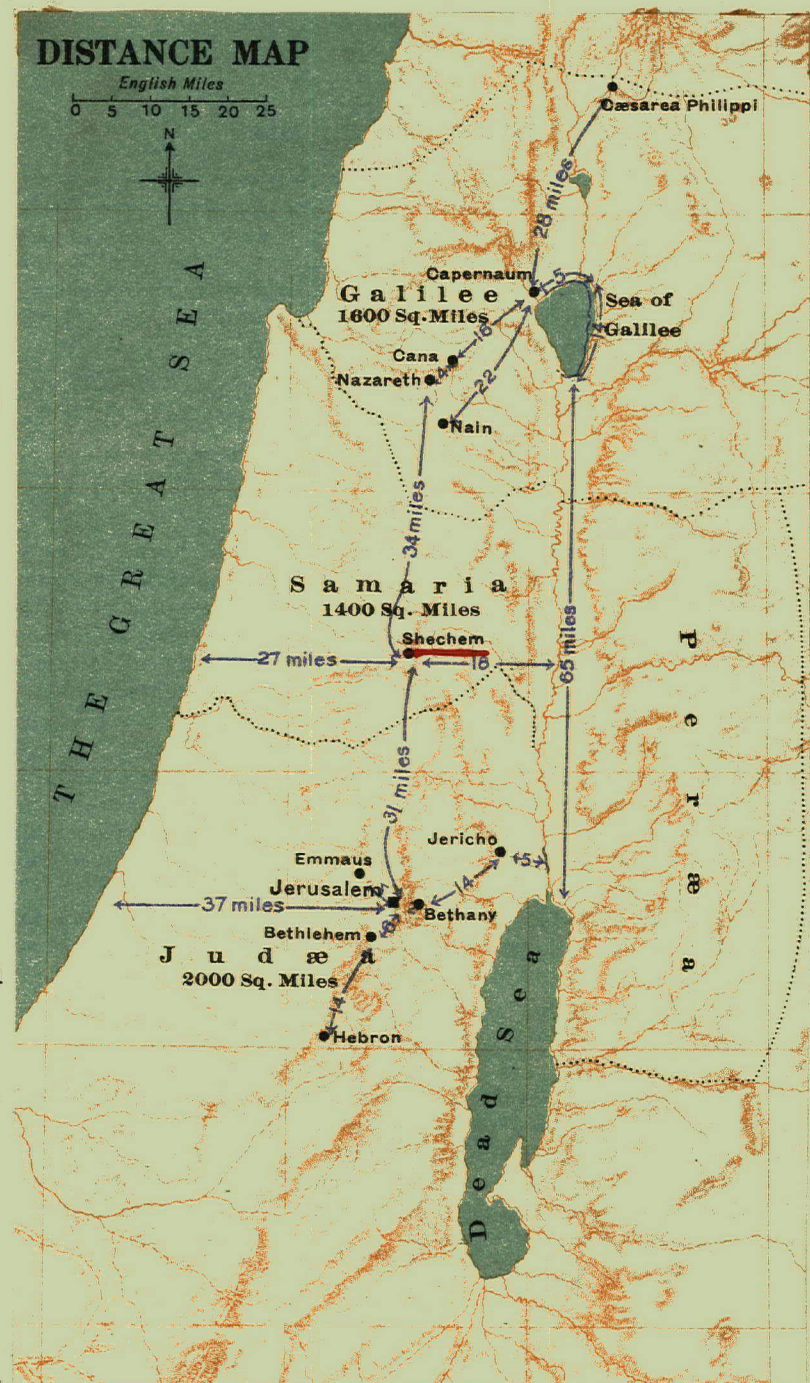 DISTANCE MAP
English Miles
0 5 10 15 20 25
N
THE GREAT SEA
Cæsarea Philippi
28 miles
Capernaum
5
Galilee
1600 Sq. Miles
Sea of
Galilee
Cana
16
Nazareth
4
22
Nain
34 miles
Samaria
1400 Sq. Miles
Shechem
27 miles
18
65 miles
Peræa
31 miles
Jericho
5
Emmaus
14
Jerusalem
37 miles
Bethany
Bethlehem
6
Judæa
2000 Sq. Miles
14
Hebron
Dead Sea